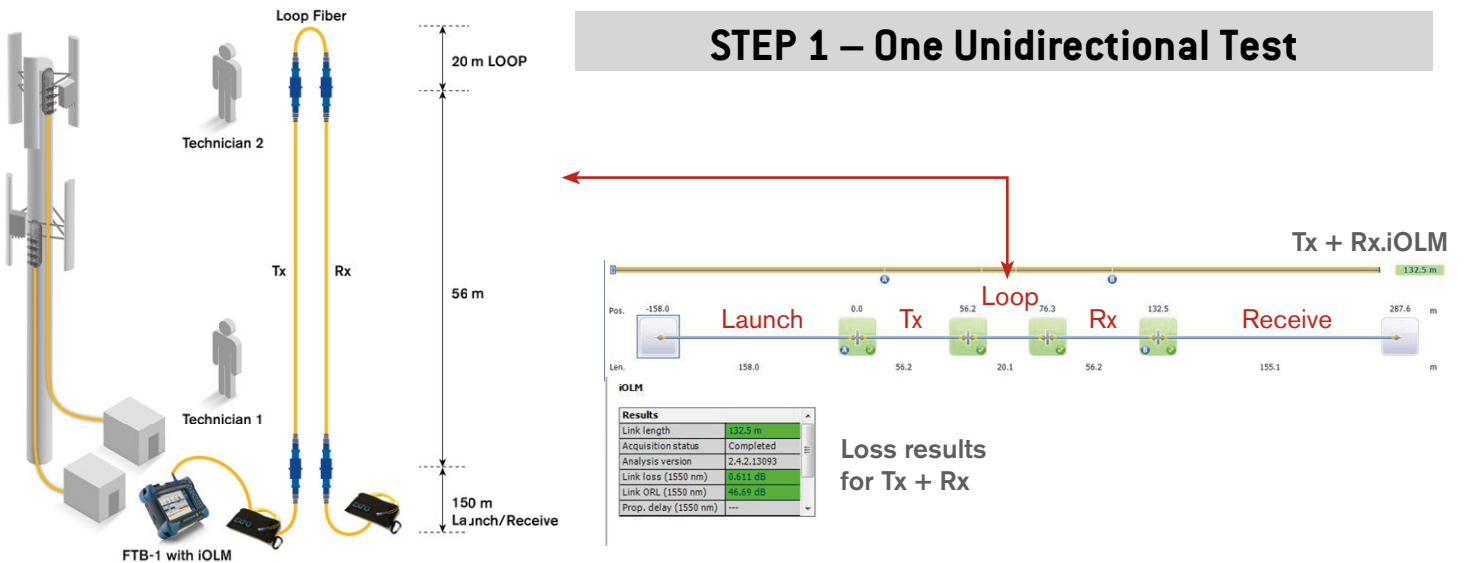 Loop Fiber
STEP 1 – One Unidirectional Test
20 m LOOP
Technician 2
Tx + Rx.iOLM
132.5 m
A
B
Tx
Rx
56 m
Pos.
-158.0
0.0
56.2
76.3
132.5
287.6
m
Launch
Tx
Loop
Rx
Receive
A
B
Len.
158.0
56.2
20.1
56.2
155.1
m
Technician 1
iOLM
Results
Link length 132.5 m
Acquisition status Completed
Analysis version 2.4.2.13093
Link loss (1550 nm) 0.611 dB
Link ORL (1550 nm) 46.69 dB
Prop. delay (1550 nm) ---
Loss results
for Tx + Rx
150 m
Launch/Receive
EXFO
EXFO
FTB-1 with iOLM